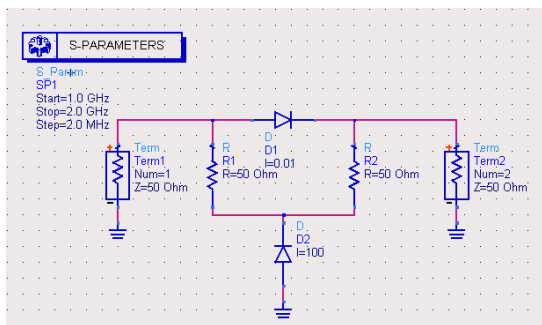 S-PARAMETERS
S_Param
SP1
Start=1.0 GHz
Stop=2.0 GHz
Step=2.0 MHz
Term
Term1
Num=1
Z=50 Ohm
R
R1
R=50 Ohm
D
D1
I=0.01
R
R2
R=50 Ohm
Term
Term2
Num=2
Z=50 Ohm
D
D2
I=100